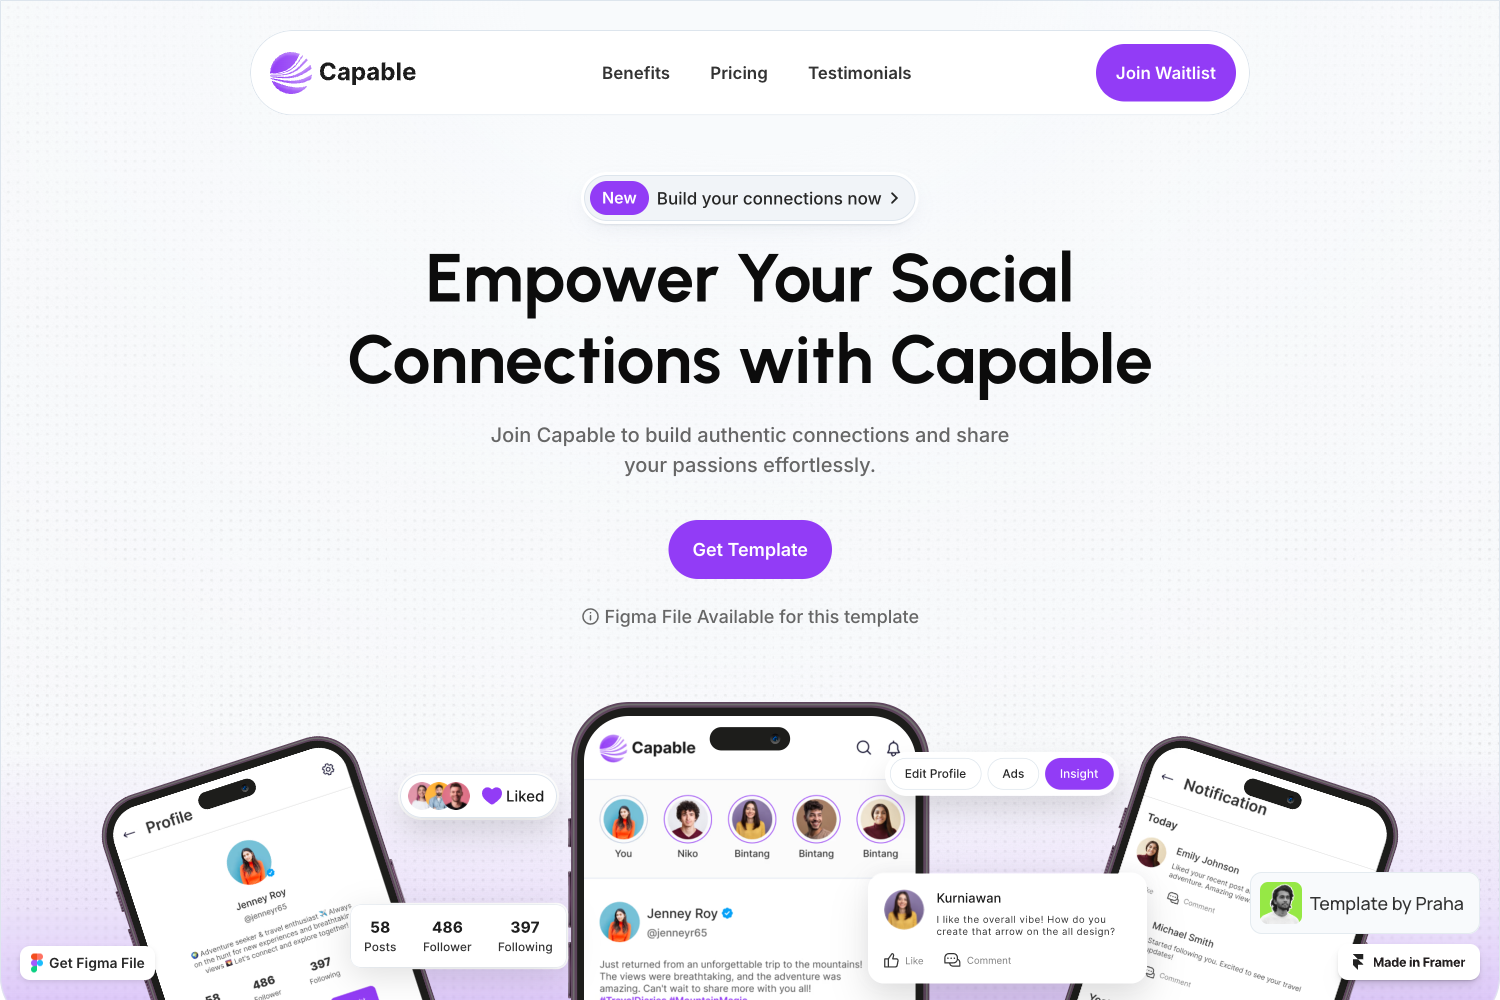 Capable
Benefits
Pricing
Testimonials
Join Waitlist
New Build your connections now
Empower Your Social
Connections with Capable
Join Capable to build authentic connections and share
your passions effortlessly.
Get Template
Figma File Available for this template
Profile
Jenney Roy
@jenneyr65
Adventure seeker & travel enthusiast Always
on the hunt for new experiences and breathtaking
views Let's connect and explore together!
58
486
Follower
397
Following
Liked
58
Posts
486
Follower
397
Following
Get Figma File
Capable
You
Niko
Bintang
Bintang
Bintang
Jenney Roy
@jenneyr65
Just returned from an unforgettable trip to the mountains!
The views were breathtaking, and the adventure was
amazing. Can't wait to share more with you all!
#TravelDiaries #MountainMagic
Edit Profile
Ads
Insight
Kurniawan
I like the overall vibe! How do you
create that arrow on the all design?
Like
Comment
Notification
Today
Emily Johnson
Liked your recent post
adventure. Amazing
Comment
Michael Smith
Started following you. Excited to see your travel
updates!
Comment
Template by Praha
Made in Framer